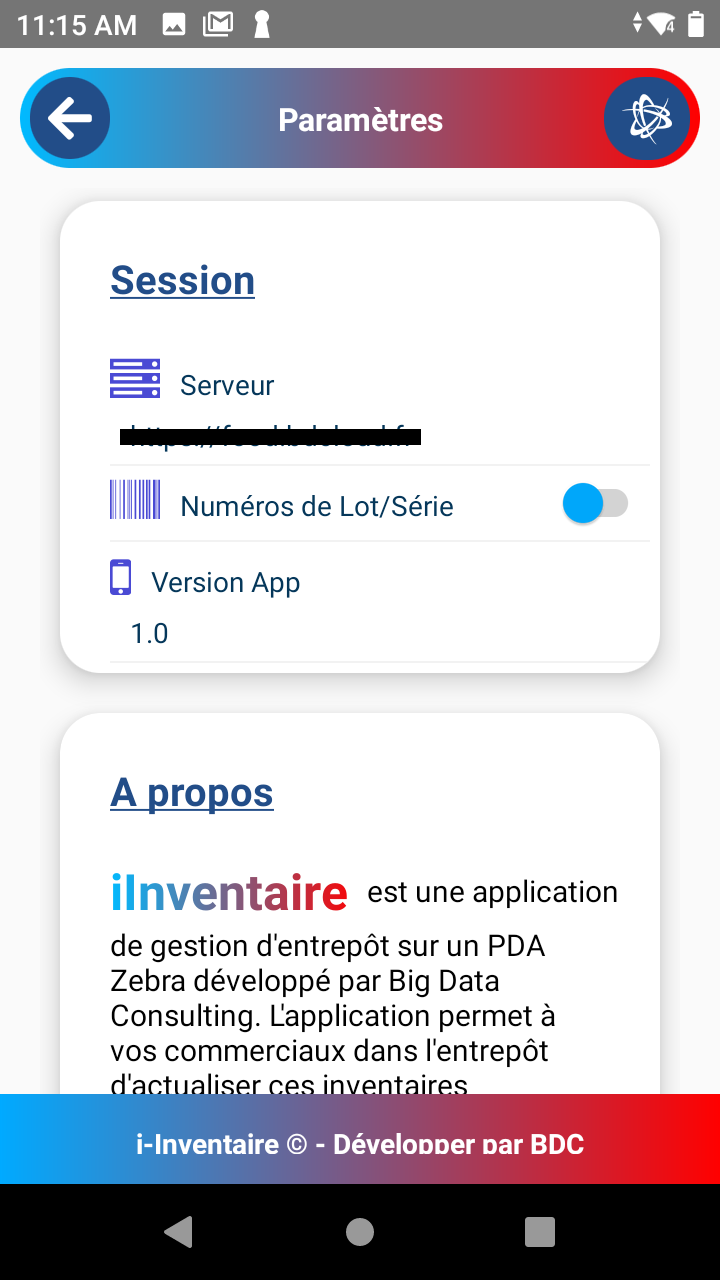 11:15 AM
Paramètres
Session
Serveur
Numéros de Lot/Série
Version App
1.0
A propos
iInventaire est une application
de gestion d'entrepôt sur un PDA
Zebra développé par Big Data
Consulting. L'application permet à
vos commerciaux dans l'entrepôt
d'actualiser ces inventaires
i-Inventaire © - Développer par BDC